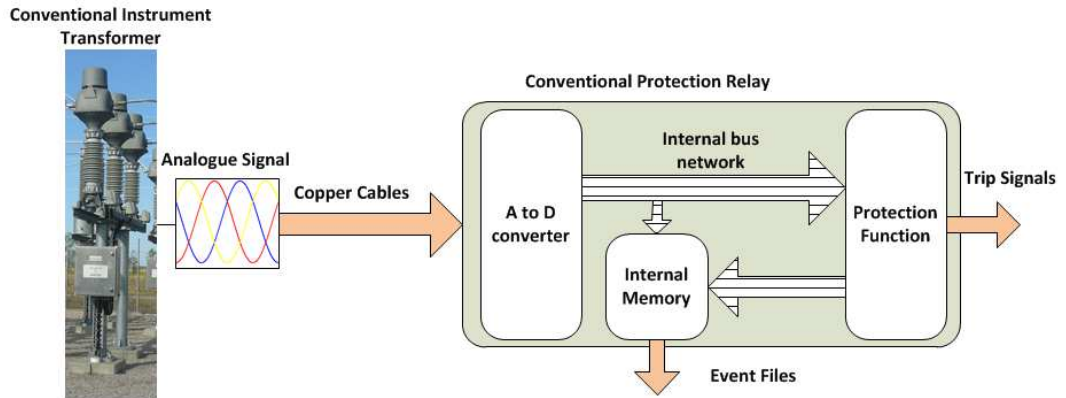 Conventional Instrument
Transformer
Analogue Signal
Copper Cables
Conventional Protection Relay
A to D
converter
Internal bus
network
Internal
Memory
Protection
Function
Trip Signals
Event Files